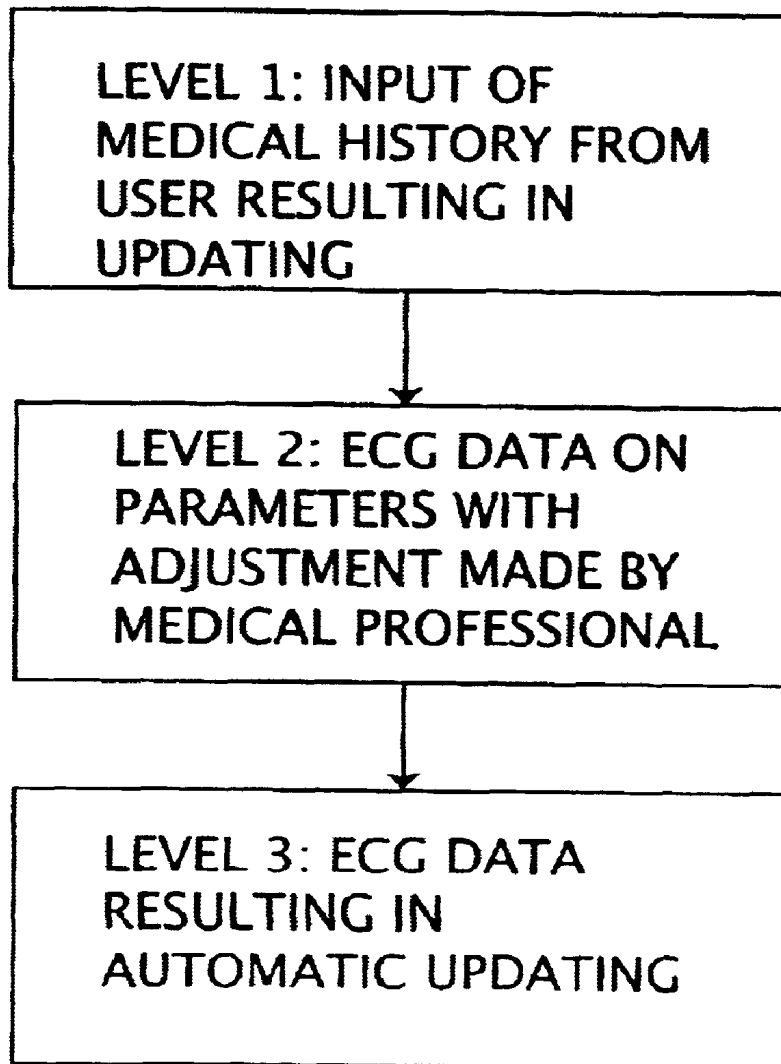 LEVEL 1: INPUT OF
MEDICAL HISTORY FROM
USER RESULTING IN
UPDATING
LEVEL 2: ECG DATA ON
PARAMETERS WITH
ADJUSTMENT MADE BY
MEDICAL PROFESSIONAL
LEVEL 3: ECG DATA
RESULTING IN
AUTOMATIC UPDATING